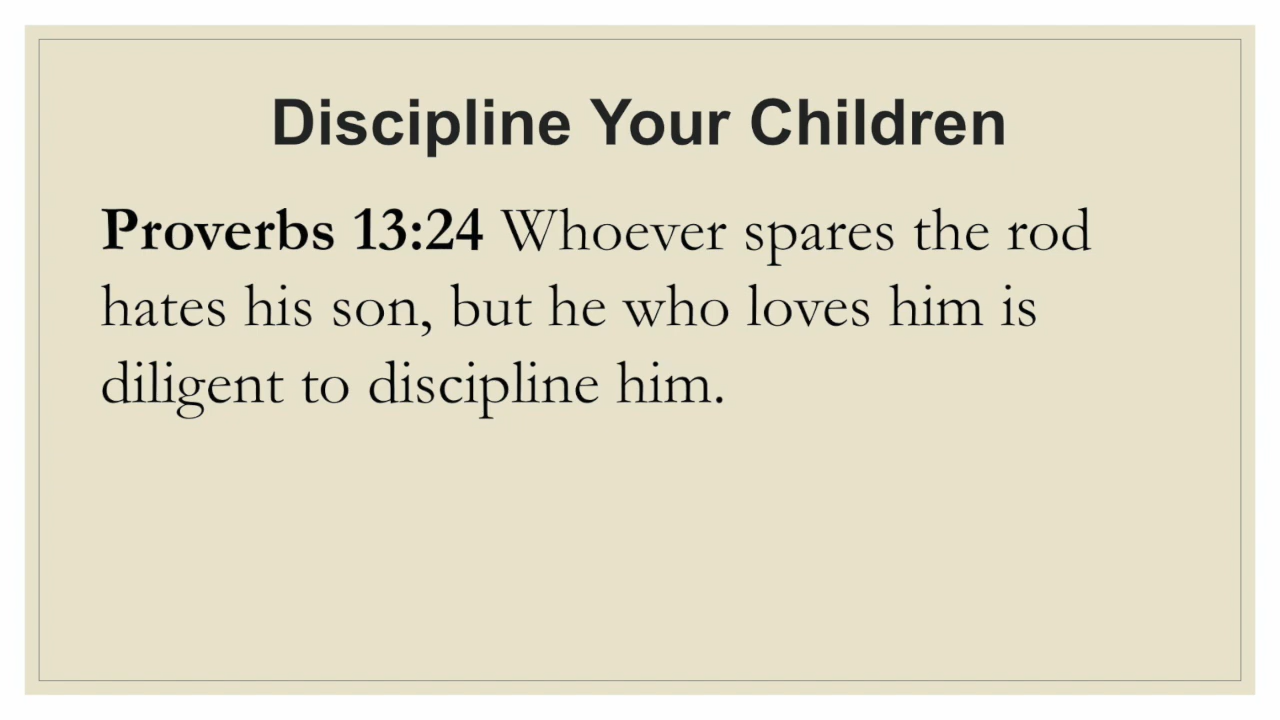 Discipline Your Children
Proverbs 13:24 Whoever spares the rod
hates his son, but he who loves him is
diligent to discipline him.